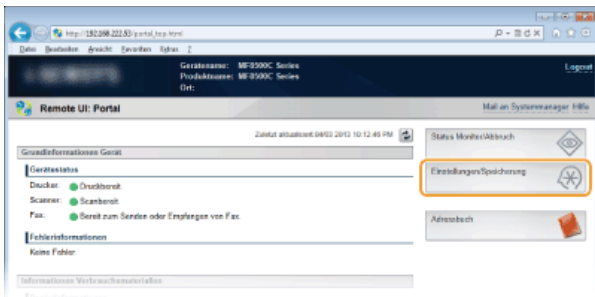 http://192.168.222.53/portal_top.html
Datei Bearbeiten Ansicht Favoriten Extras ?
Gerätename: MF8500C Series
Produktname: MF8500C Series
Ort:
Logout
Remote UI: Portal
Mail an Systemmanager Hilfe
Zuletzt aktualisiert: 04/03 2013 10:12:48 PM
Grundinformationen Gerät
Gerätestatus
Drucker: Druckbereit.
Scanner: Scanbereit.
Fax: Bereit zum Senden oder Empfangen von Fax.
Fehlerinformationen
Keine Fehler.
Informationen Verbrauchsmaterialien
Status Monitor/Abbruch
Einstellungen/Speicherung
Adressbuch